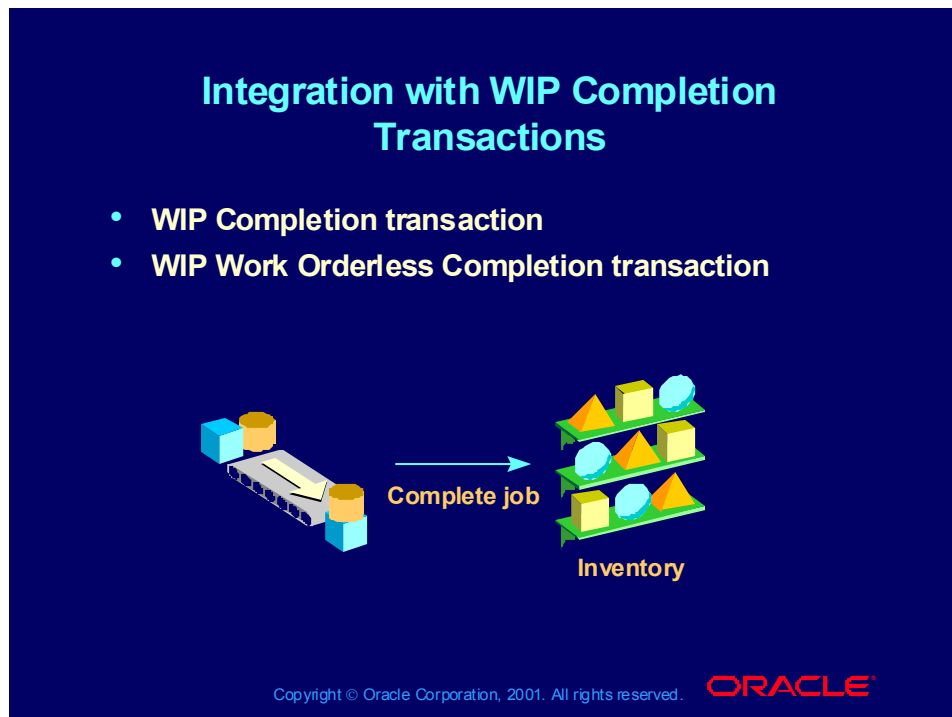 Integration with WIP Completion
Transactions
• WIP Completion transaction
• WIP Work Orderless Completion transaction
Complete job
Inventory
Copyright © Oracle Corporation, 2001. All rights reserved.
ORACLE®